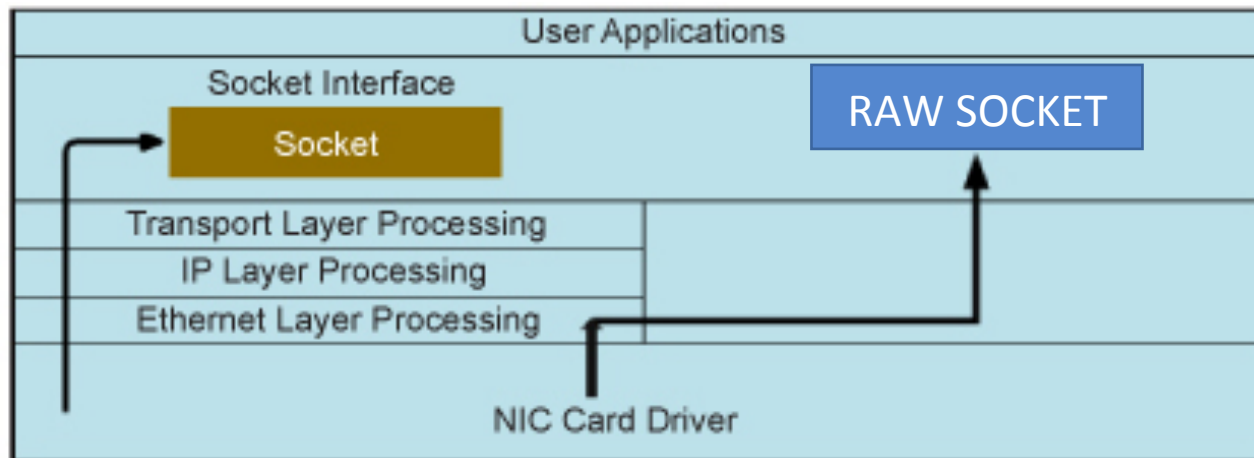 User Applications
Socket Interface
RAW SOCKET
Socket
Transport Layer Processing
IP Layer Processing
Ethernet Layer Processing
NIC Card Driver